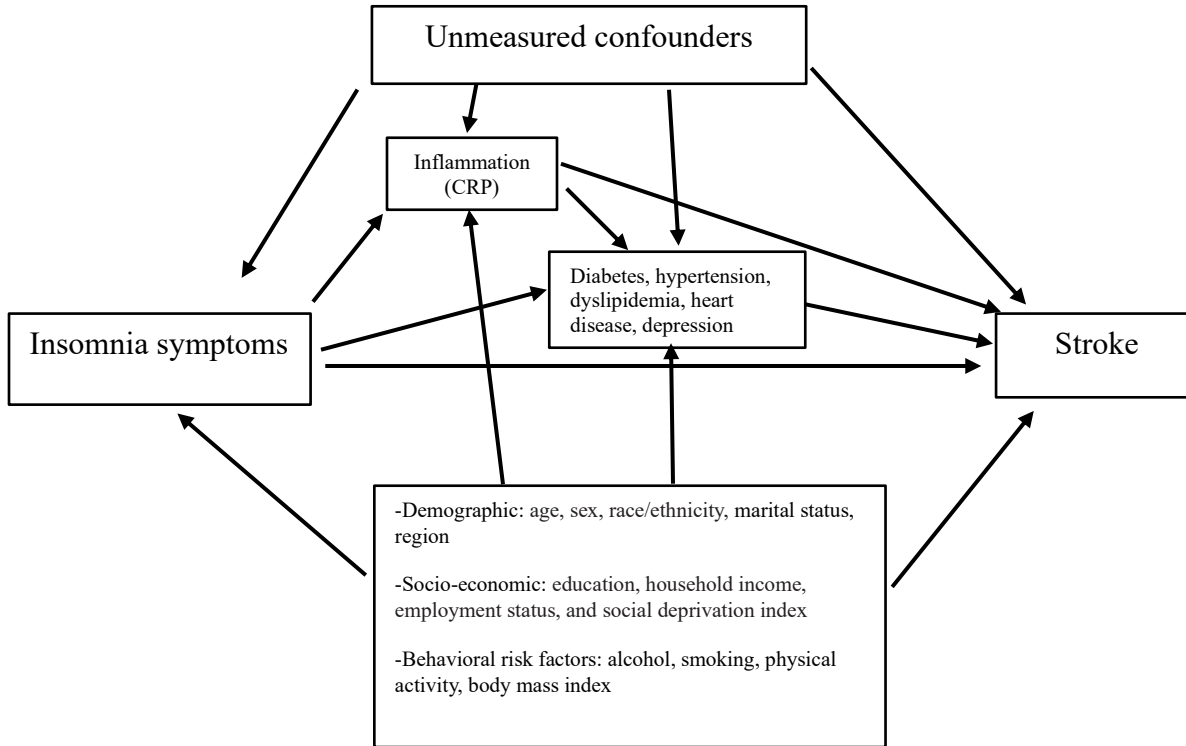 Unmeasured confounders
Inflammation
(CRP)
Diabetes, hypertension,
dyslipidemia, heart
disease, depression
Insomnia symptoms
Stroke
-Demographic: age, sex, race/ethnicity, marital status,
region
-Socio-economic: education, household income,
employment status, and social deprivation index
-Behavioral risk factors: alcohol, smoking, physical
activity, body mass index